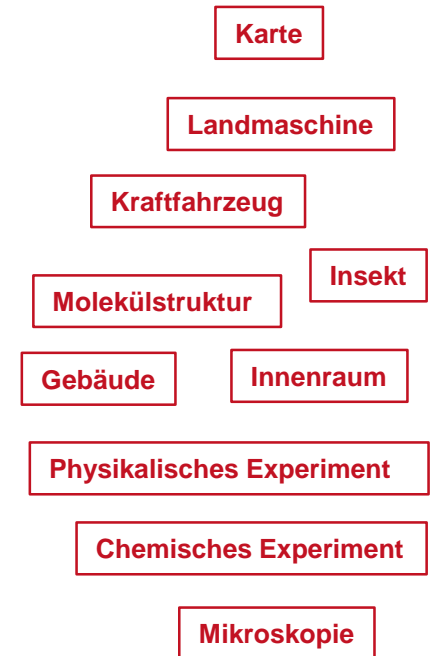 Karte
Landmaschine
Kraftfahrzeug
Insekt
Molekülstruktur
Gebäude
Innenraum
Physikalisches Experiment
Chemisches Experiment
Mikroskopie